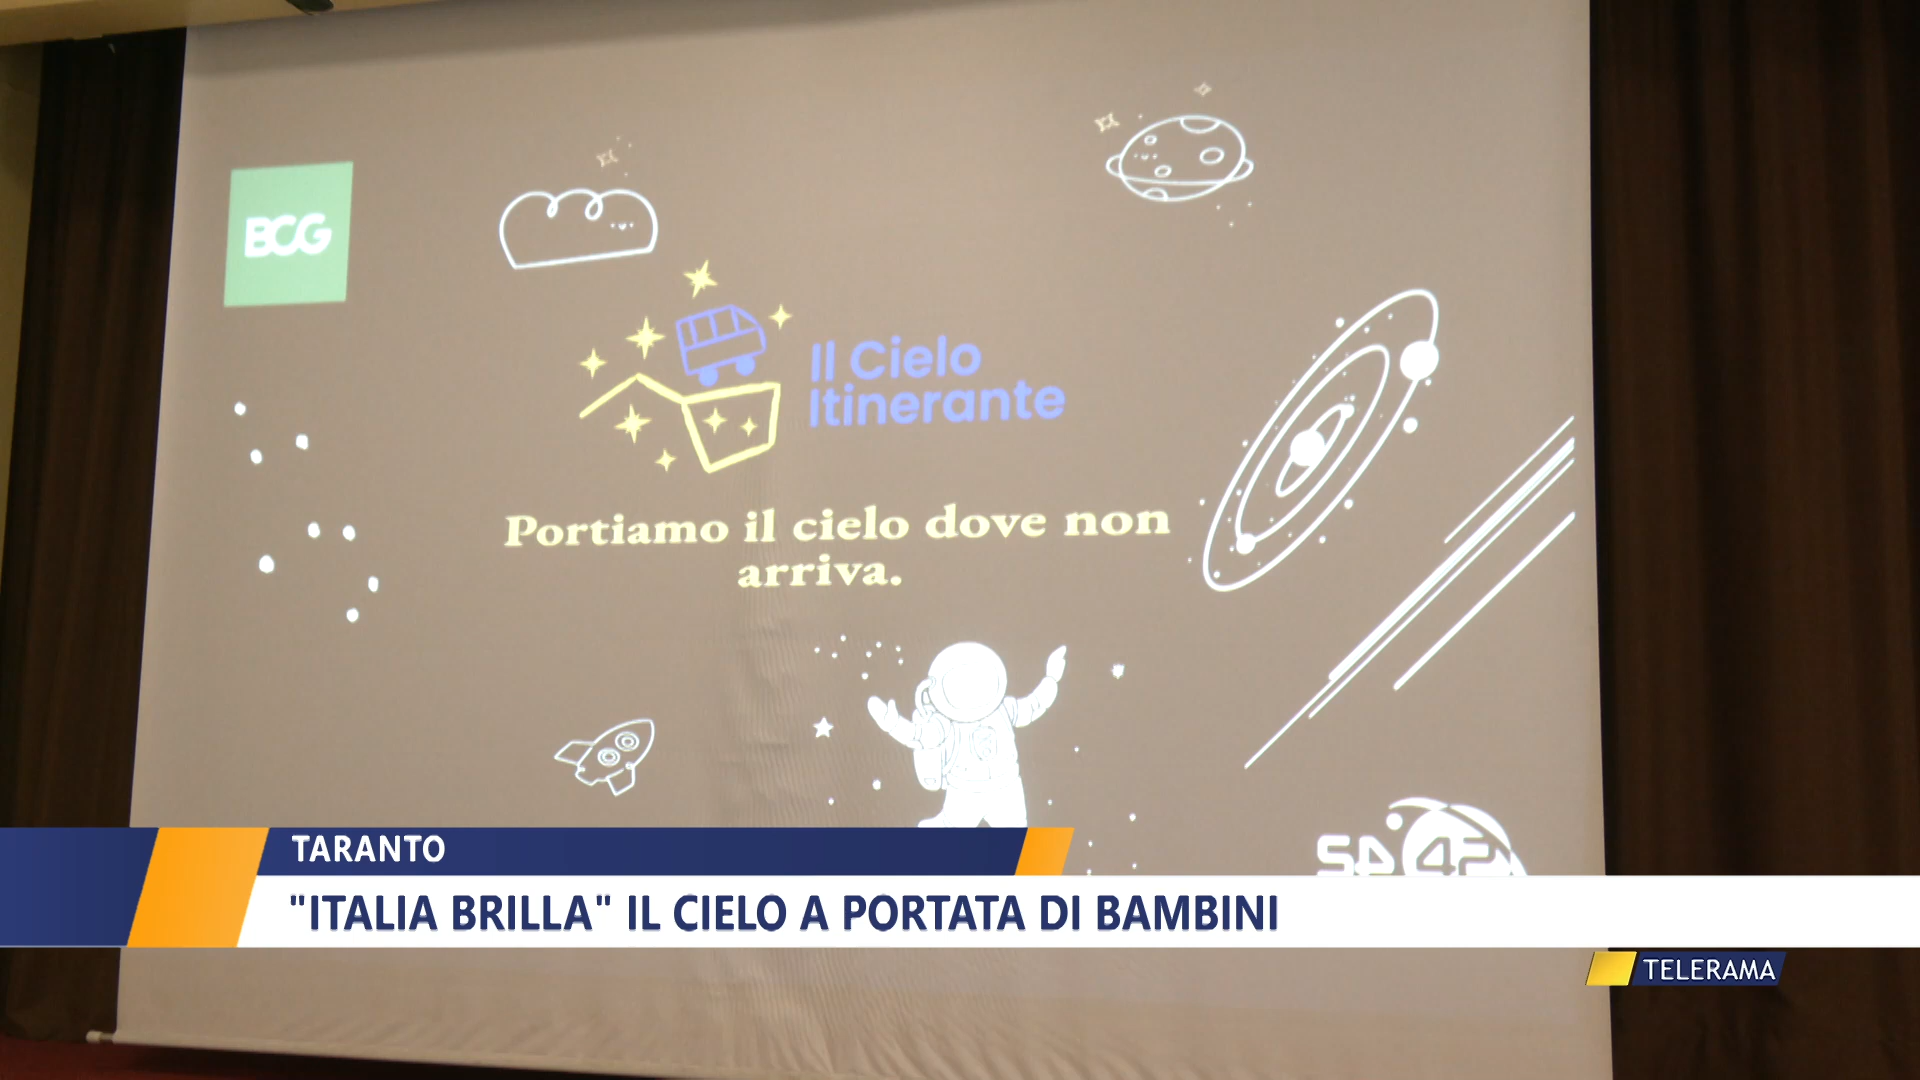 BCG
Il Cielo
Itinerante
Portiamo il cielo dove non
arriva.
TARANTO
"ITALIA BRILLA" IL CIELO A PORTATA DI BAMBINI
TELERAMA